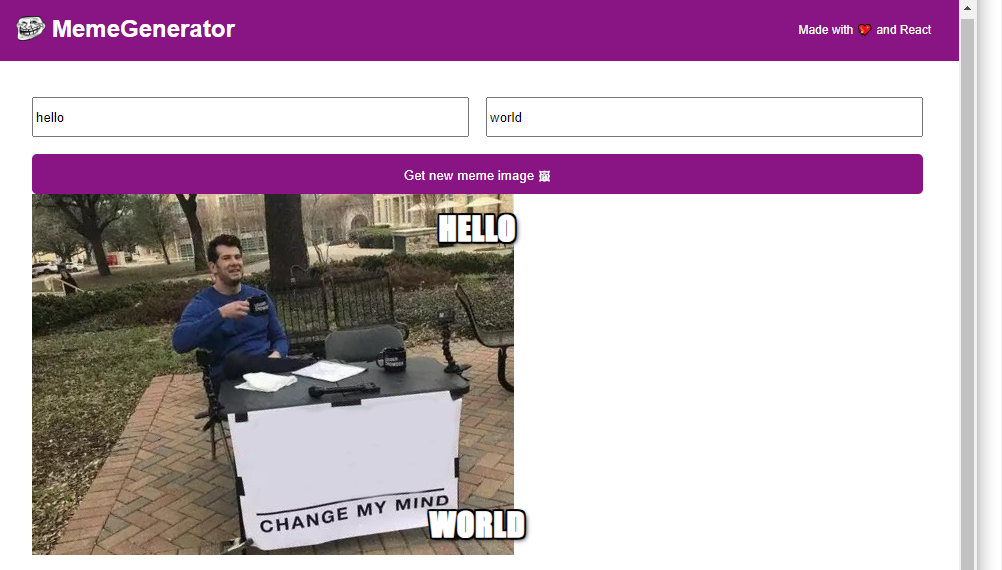 MemeGenerator
Made with ❤️ and React
hello
world
Get new meme image 🖼
HELLO
CHANGE MY MIND
WORLD